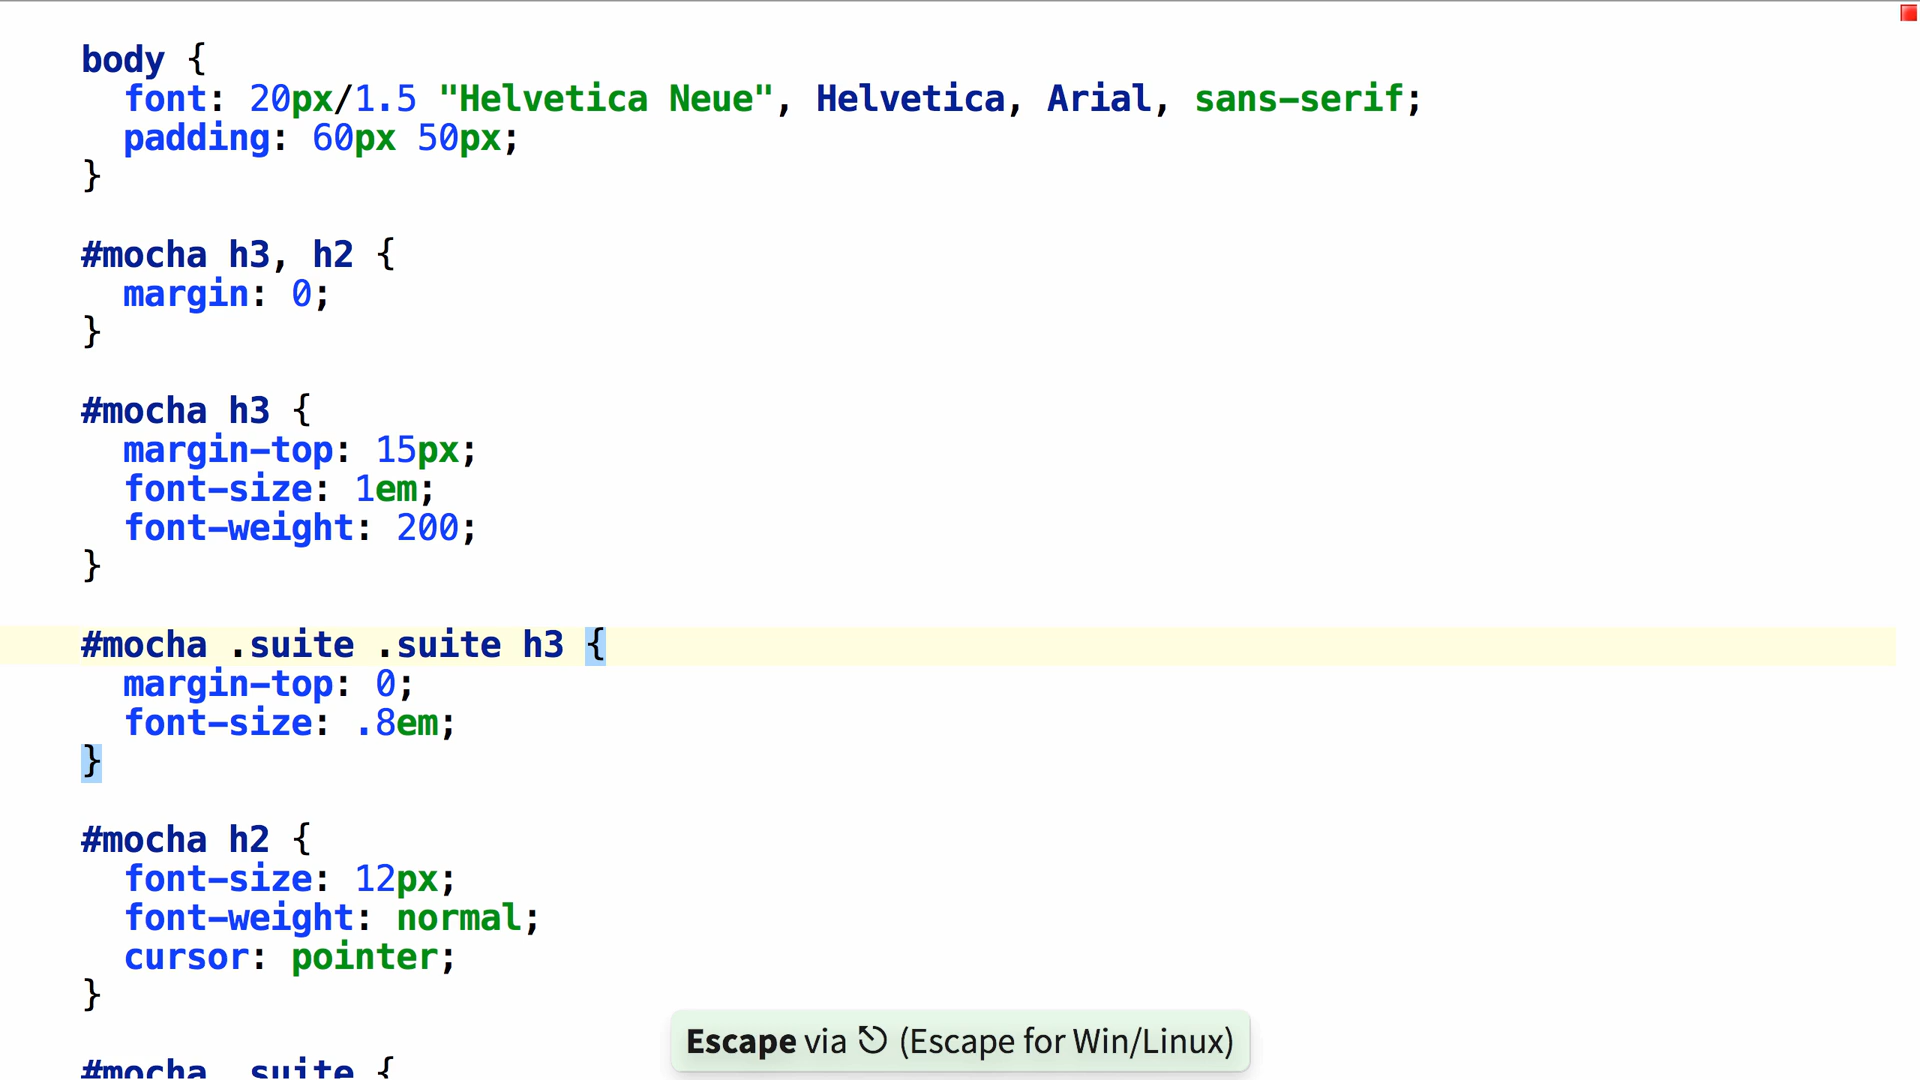 body {
  font: 20px/1.5 "Helvetica Neue", Helvetica, Arial, sans-serif;
  padding: 60px 50px;
}

#mocha h3, h2 {
  margin: 0;
}

#mocha h3 {
  margin-top: 15px;
  font-size: 1em;
  font-weight: 200;
}

#mocha .suite .suite h3 {
  margin-top: 0;
  font-size: .8em;
}

#mocha h2 {
  font-size: 12px;
  font-weight: normal;
  cursor: pointer;
}

#mocha .suite {
Escape via ⎋ (Escape for Win/Linux)